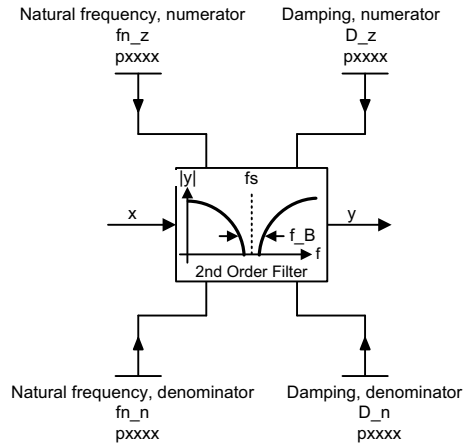 Natural frequency, numerator
fn_z
pxxxx
Damping, numerator
D_z
pxxxx
|y|
fs
x
y
f_B
f
2nd Order Filter
Natural frequency, denominator
fn_n
pxxxx
Damping, denominator
D_n
pxxxx